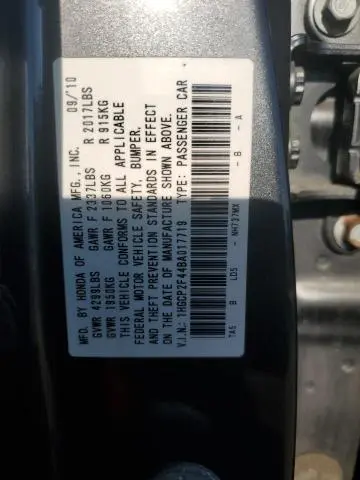 MFD. BY HONDA OF AMERICA MFG., INC. 09/10
GVWR 4299LBS GAWR F 2337LBS R 2017LBS
GVWR 1950KG GAWR F 1060KG R 915KG
THIS VEHICLE CONFORMS TO ALL APPLICABLE
FEDERAL MOTOR VEHICLE SAFETY, BUMPER,
AND THEFT PREVENTION STANDARDS IN EFFECT
ON THE DATE OF MANUFACTURE SHOWN ABOVE.
V.I.N.: 1HGCP2F44BA017719 TYPE: PASSENGER CAR
TA5 B LD5 - NH737MX - B - A